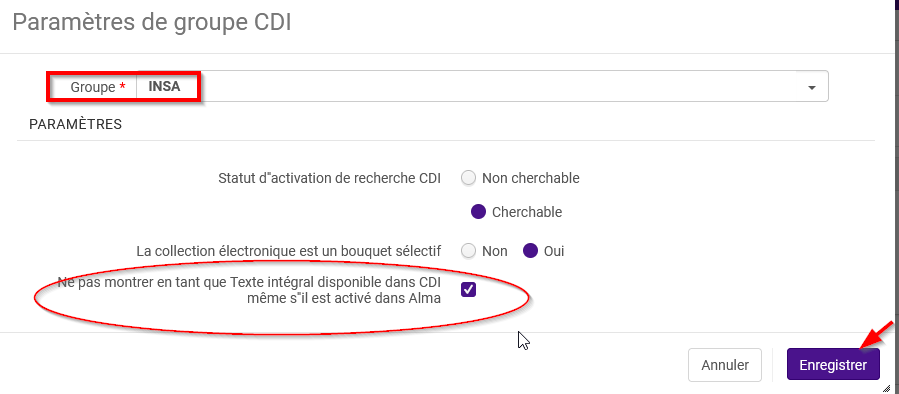 Paramètres de groupe CDI
Groupe * INSA
PARAMÈTRES
Statut d"activation de recherche CDI Non cherchable
Cherchable
La collection électronique est un bouquet sélectif Non Oui
Ne pas montrer en tant que Texte intégral disponible dans CDI
même s"il est activé dans Alma
Annuler Enregistrer